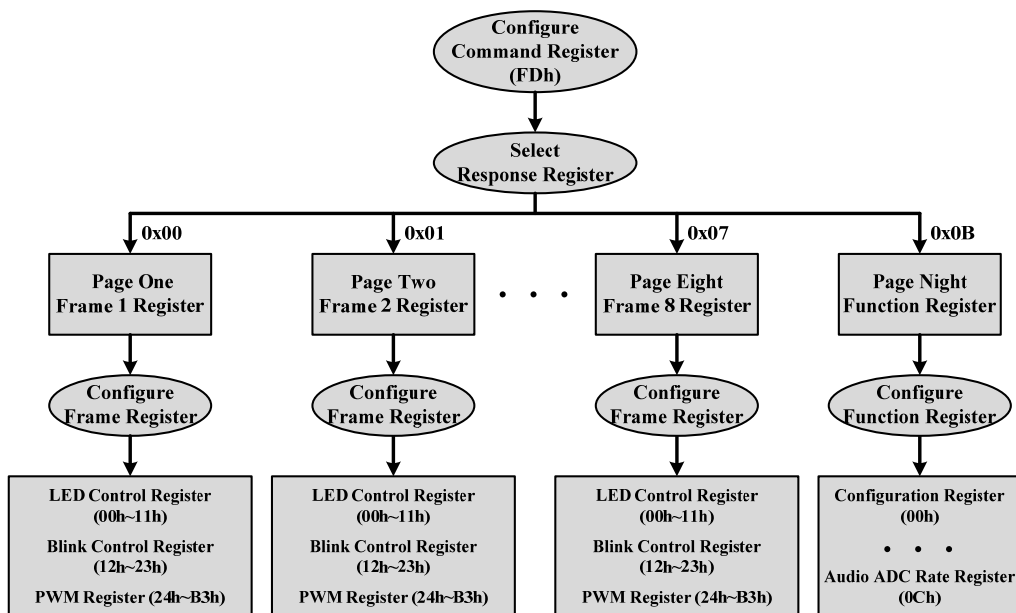 Configure
Command Register
(FDh)
Select
Response Register
0x00
0x01
0x07
0x0B
Page One
Frame 1 Register
Page Two
Frame 2 Register
. . .
Page Eight
Frame 8 Register
Page Night
Function Register
Configure
Frame Register
Configure
Frame Register
Configure
Frame Register
Configure
Function Register
LED Control Register
(00h~11h)
Blink Control Register
(12h~23h)
PWM Register (24h~B3h)
LED Control Register
(00h~11h)
Blink Control Register
(12h~23h)
PWM Register (24h~B3h)
LED Control Register
(00h~11h)
Blink Control Register
(12h~23h)
PWM Register (24h~B3h)
Configuration Register
(00h)
. . .
Audio ADC Rate Register
(0Ch)